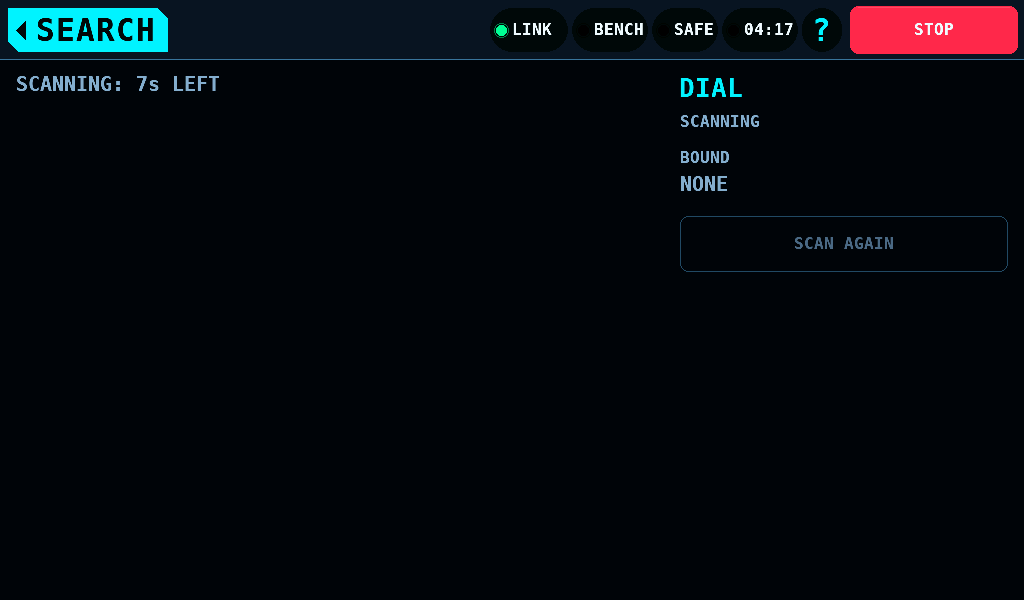 SEARCH
LINK
BENCH
SAFE
04:17
?
STOP
SCANNING: 7s LEFT
DIAL
SCANNING
BOUND
NONE
SCAN AGAIN